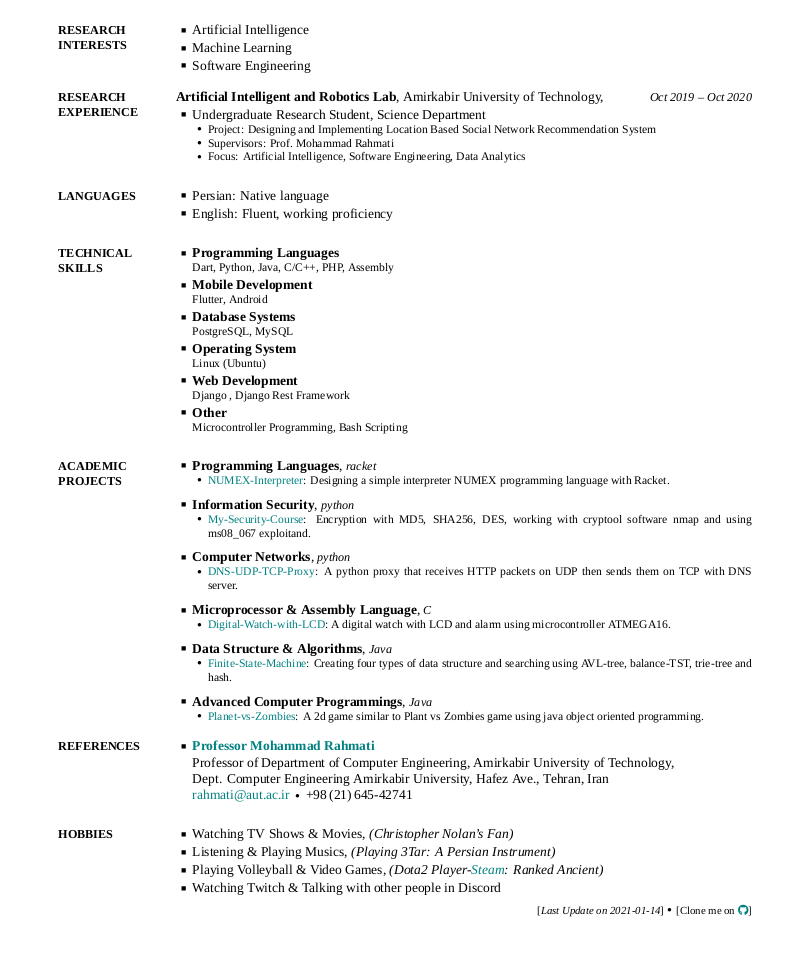 RESEARCH INTERESTS
▪ Artificial Intelligence
▪ Machine Learning
▪ Software Engineering
RESEARCH EXPERIENCE
Artificial Intelligent and Robotics Lab, Amirkabir University of Technology, Oct 2019 – Oct 2020
▪ Undergraduate Research Student, Science Department
• Project: Designing and Implementing Location Based Social Network Recommendation System
• Supervisors: Prof. Mohammad Rahmati
• Focus: Artificial Intelligence, Software Engineering, Data Analytics
LANGUAGES
▪ Persian: Native language
▪ English: Fluent, working proficiency
TECHNICAL SKILLS
▪ Programming Languages
Dart, Python, Java, C/C++, PHP, Assembly
▪ Mobile Development
Flutter, Android
▪ Database Systems
PostgreSQL, MySQL
▪ Operating System
Linux (Ubuntu)
▪ Web Development
Django , Django Rest Framework
▪ Other
Microcontroller Programming, Bash Scripting
ACADEMIC PROJECTS
▪ Programming Languages, racket
• NUMEX-Interpreter: Designing a simple interpreter NUMEX programming language with Racket.
▪ Information Security, python
• My-Security-Course: Encryption with MD5, SHA256, DES, working with cryptool software nmap and using
ms08_067 exploitand.
▪ Computer Networks, python
• DNS-UDP-TCP-Proxy: A python proxy that receives HTTP packets on UDP then sends them on TCP with DNS
server.
▪ Microprocessor & Assembly Language, C
• Digital-Watch-with-LCD: A digital watch with LCD and alarm using microcontroller ATMEGA16.
▪ Data Structure & Algorithms, Java
• Finite-State-Machine: Creating four types of data structure and searching using AVL-tree, balance-TST, trie-tree and
hash.
▪ Advanced Computer Programmings, Java
• Planet-vs-Zombies: A 2d game similar to Plant vs Zombies game using java object oriented programming.
REFERENCES
▪ Professor Mohammad Rahmati
Professor of Department of Computer Engineering, Amirkabir University of Technology,
Dept. Computer Engineering Amirkabir University, Hafez Ave., Tehran, Iran
rahmati@aut.ac.ir • +98 (21) 645-42741
HOBBIES
▪ Watching TV Shows & Movies, (Christopher Nolan's Fan)
▪ Listening & Playing Musics, (Playing 3Tar: A Persian Instrument)
▪ Playing Volleyball & Video Games, (Dota2 Player-Steam: Ranked Ancient)
▪ Watching Twitch & Talking with other people in Discord
[Last Update on 2021-01-14] • [Clone me on ]